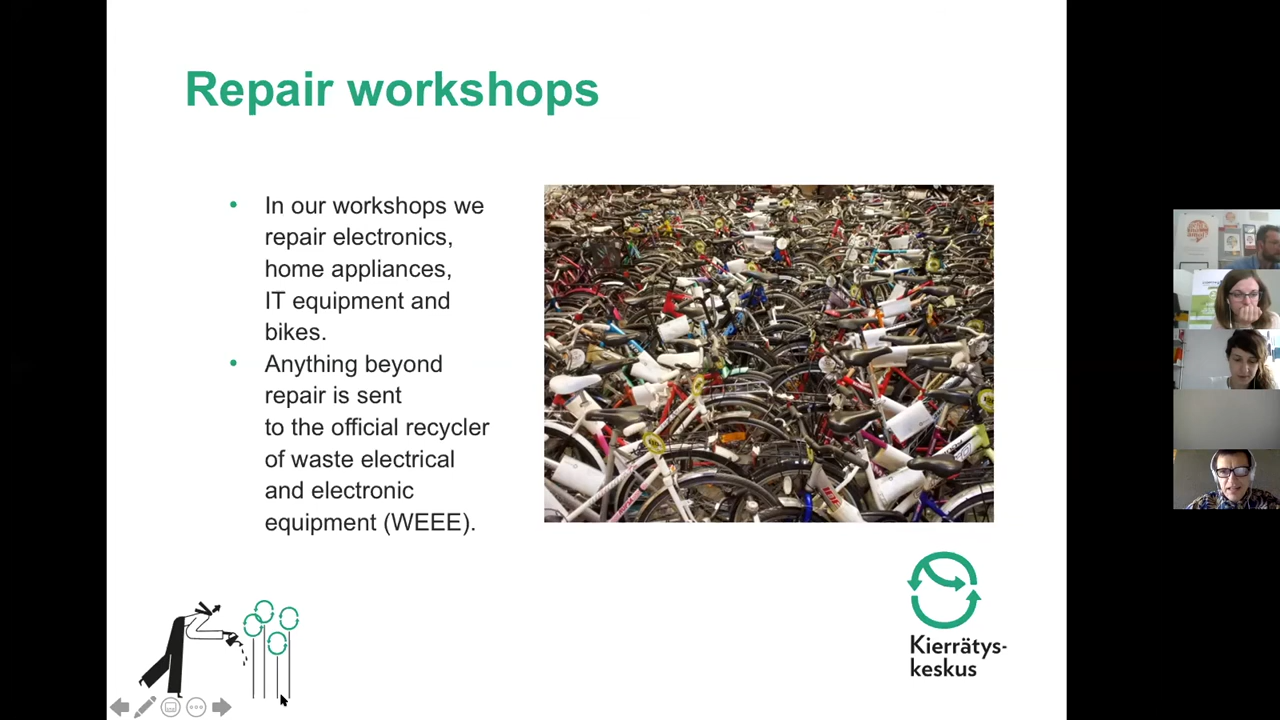 Repair workshops
• In our workshops we
repair electronics,
home appliances,
IT equipment and
bikes.
• Anything beyond
repair is sent
to the official recycler
of waste electrical
and electronic
equipment (WEEE).
Kierrätys-
keskus